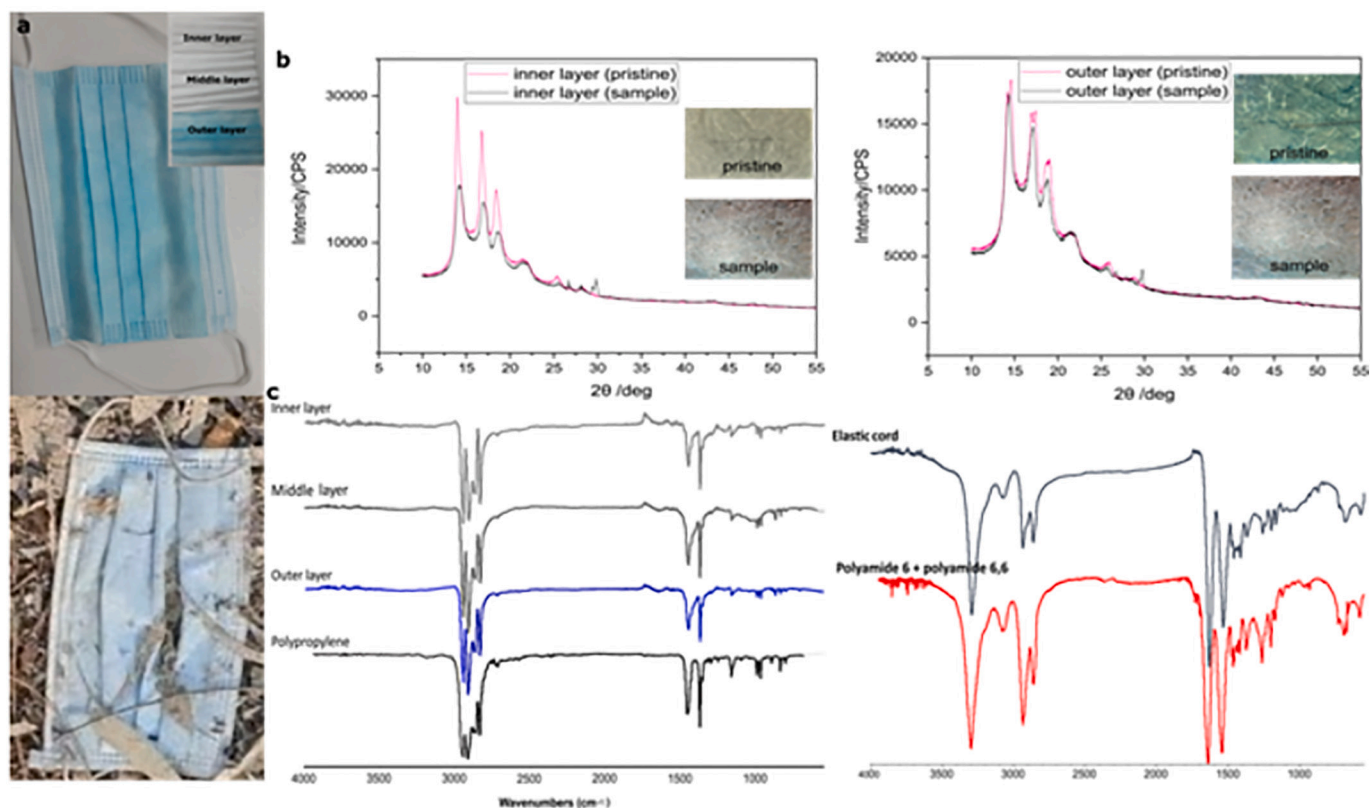 a
Inner layer
Middle layer
Outer layer
b
inner layer (pristine)
inner layer (sample)
pristine
sample
Intensity/CPS
30000
20000
10000
0
5 10 15 20 25 30 35 40 45 50 55
2θ /deg
outer layer (pristine)
outer layer (sample)
pristine
sample
Intensity/CPS
20000
15000
10000
5000
0
5 10 15 20 25 30 35 40 45 50 55
2θ /deg
c
Inner layer
Middle layer
Outer layer
Polypropylene
4000 3500 3000 2500 2000 1500 1000
Wavenumbers (cm-1)
Elastic cord
Polyamide 6 + polyamide 6,6
4000 3500 3000 2500 2000 1500 1000